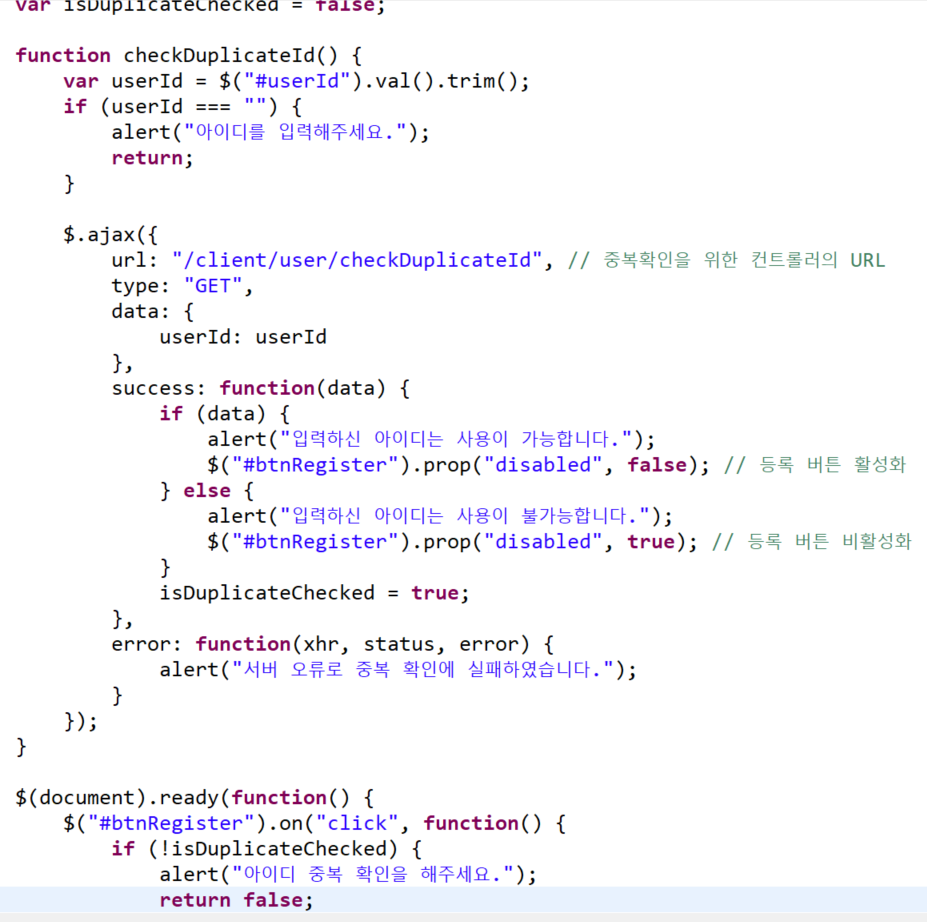 var isDuplicateChecked = false;
function checkDuplicateId() {
var userId = $("#userId").val().trim();
if (userId === "") {
alert("아이디를 입력해주세요.");
return;
}
$.ajax({
url: "/client/user/checkDuplicateId", // 중복확인을 위한 컨트롤러의 URL
type: "GET",
data: {
userId: userId
},
success: function(data) {
if (data) {
alert("입력하신 아이디는 사용이 가능합니다.");
$("#btnRegister").prop("disabled", false); // 등록 버튼 활성화
} else {
alert("입력하신 아이디는 사용이 불가능합니다.");
$("#btnRegister").prop("disabled", true); // 등록 버튼 비활성화
}
isDuplicateChecked = true;
},
error: function(xhr, status, error) {
alert("서버 오류로 중복 확인에 실패하였습니다.");
}
});
}
$(document).ready(function() {
$("#btnRegister").on("click", function() {
if (!isDuplicateChecked) {
alert("아이디 중복 확인을 해주세요.");
return false;